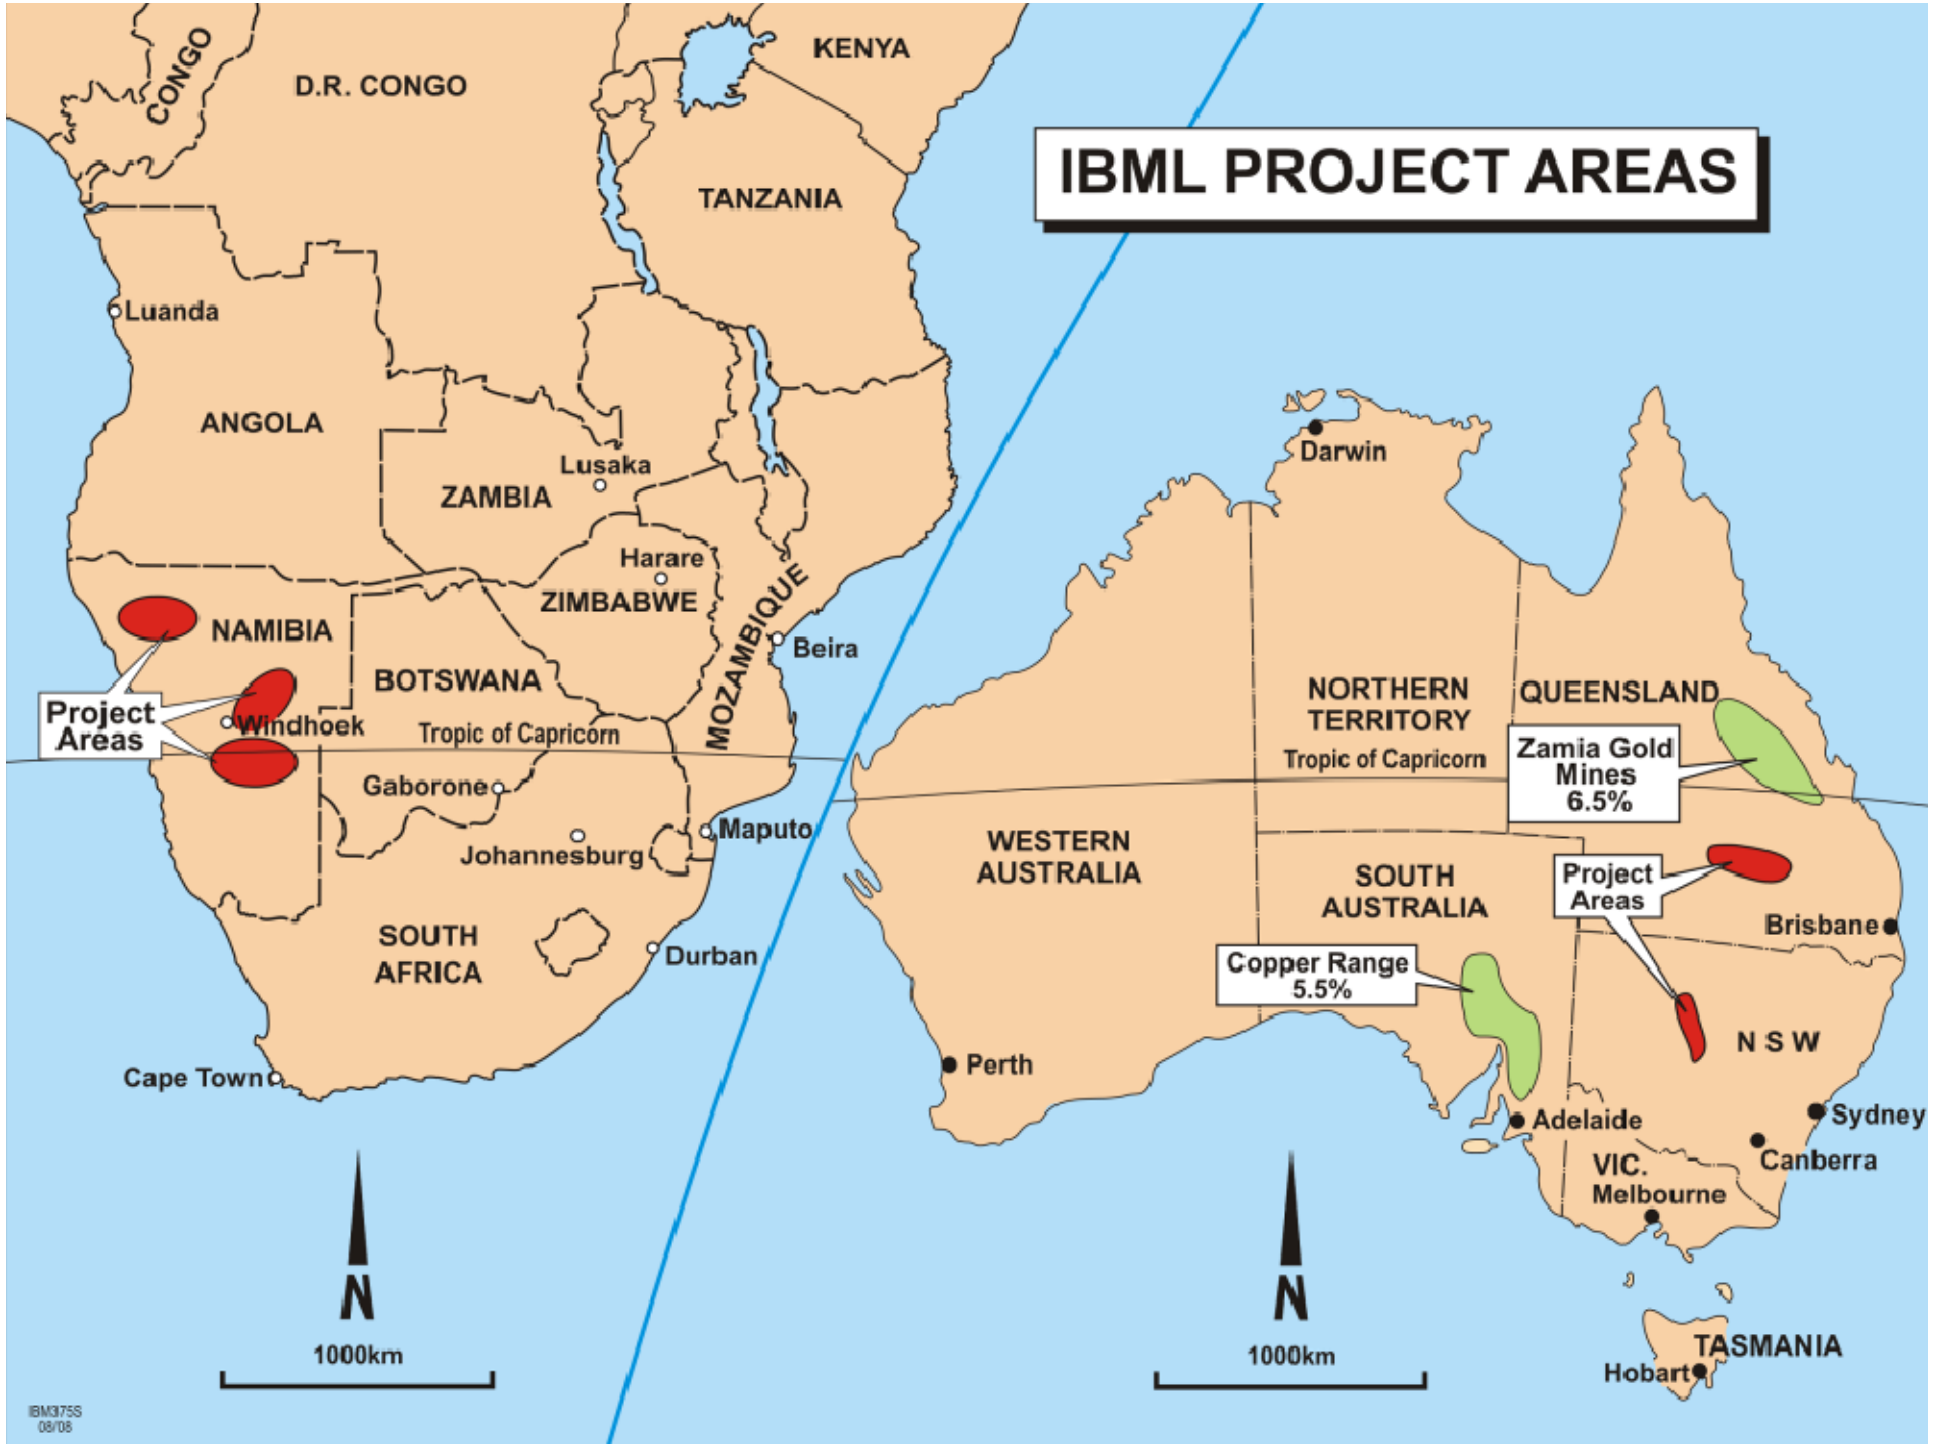 CONGO
D.R. CONGO
KENYA
TANZANIA
IBML PROJECT AREAS
Luanda
ANGOLA
Lusaka
ZAMBIA
Harare
ZIMBABWE
MOZAMBIQUE
Beira
NAMIBIA
BOTSWANA
Project
Areas
Windhoek
Tropic of Capricorn
Gaborone
Johannesburg
Maputo
SOUTH
AFRICA
Durban
Cape Town
N
1000km
IBM3175S
08/08
Darwin
NORTHERN
TERRITORY
QUEENSLAND
Tropic of Capricorn
Zamia Gold
Mines
6.5%
WESTERN
AUSTRALIA
SOUTH
AUSTRALIA
Project
Areas
Brisbane
Copper Range
5.5%
N S W
Perth
Adelaide
Sydney
Canberra
VIC.
Melbourne
TASMANIA
Hobart
N
1000km